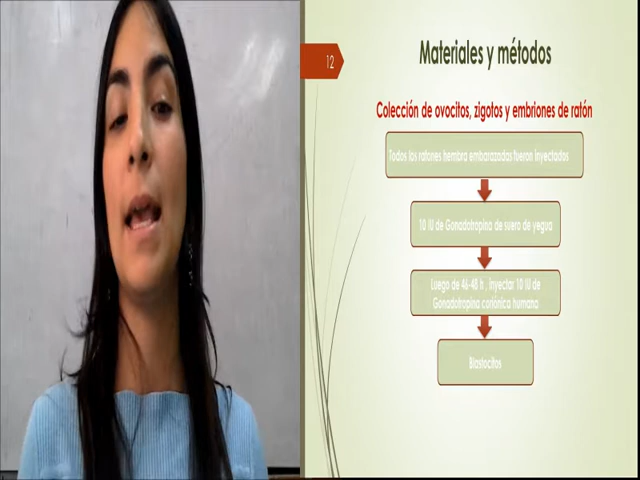 12
Materiales y métodos
Colección de ovocitos, zigotos y embriones de ratón
Todos los ratones hembra embarazadas fueron inyectados
10 IU de Gonadotropina de suero de yegua
Luego de 46-48 h , inyectar 10 IU de
Gonadotropina coriónica humana
Blastocitos